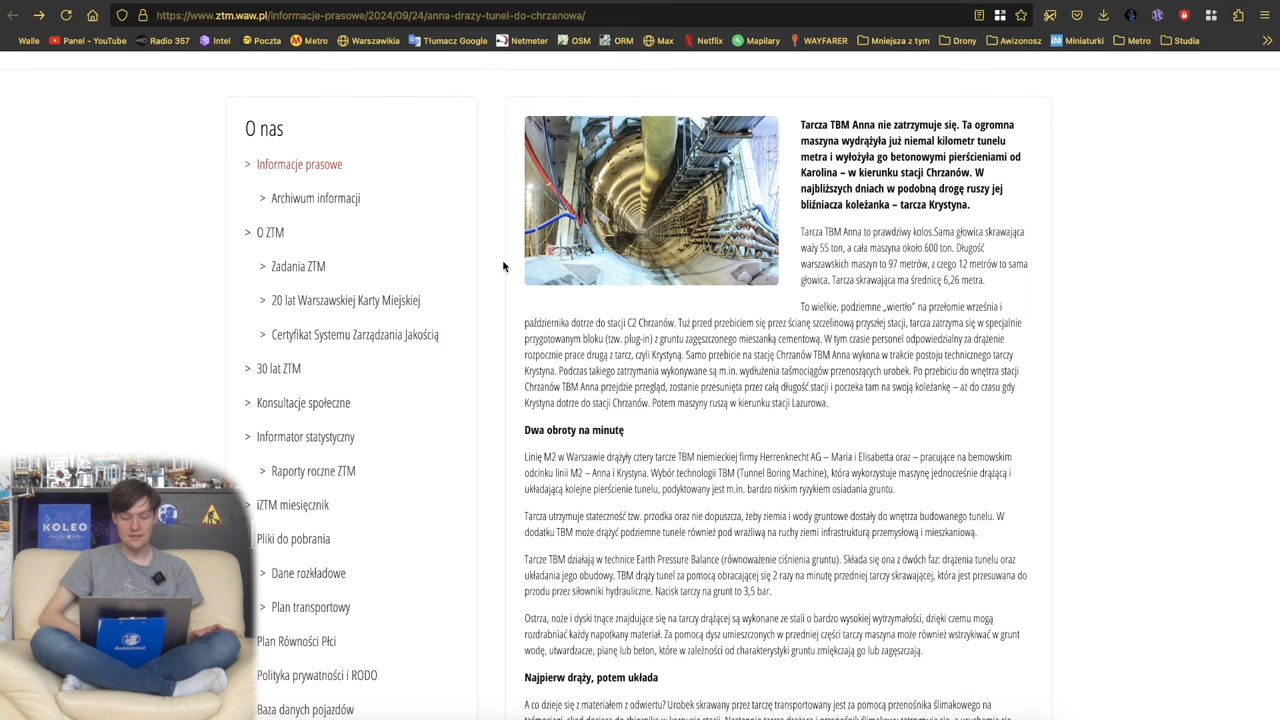 https://www.ztm.waw.pl/informacje-prasowe/2024/09/24/anna-drazy-tunel-do-chrzanowa/
Walle
Panel - YouTube
Radio 357
Intel
Poczta
Metro
Warszawikia
Tłumacz Google
Netmeter
OSM
ORM
Max
Netflix
Mapilary
WAYFARER
Mniejsza z tym
Drony
Awizonosz
ibb Miniaturki
Metro
Studia
O nas
> Informacje prasowe
> Archiwum informacji
> O ZTM
> Zadania ZTM
> 20 lat Warszawskiej Karty Miejskiej
> Certyfikat Systemu Zarządzania Jakością
> 30 lat ZTM
> Konsultacje społeczne
> Informator statystyczny
> Raporty roczne ZTM
> iZTM miesięcznik
Pliki do pobrania
> Dane rozkładowe
> Plan transportowy
Plan Równości Płci
Polityka prywatności i RODO
Baza danych pojazdów
Tarcza TBM Anna nie zatrzymuje się. Ta ogromna
maszyna wydrążyła już niemal kilometr tunelu
metra i wyłożyła go betonowymi pierścieniami od
Karolina – w kierunku stacji Chrzanów. W
najbliższych dniach w podobną drogę ruszy jej
bliźniacza koleżanka – tarcza Krystyna.
Tarcza TBM Anna to prawdziwy kolos.Sama głowica skrawająca
waży 55 ton, a cała maszyna około 600 ton. Długość
warszawskich maszyn to 97 metrów, z czego 12 metrów to sama
głowica. Tarcza skrawająca ma średnicę 6,26 metra.
To wielkie, podziemne „wiertło” na przełomie września i
października dotrze do stacji C2 Chrzanów. Tuż przed przebiciem się przez ścianę szczelinową przyszłej stacji, tarcza zatrzyma się w specjalnie
przygotowanym bloku (tzw. plug-in) z gruntu zagęszczonego mieszanką cementową. W tym czasie personel odpowiedzialny za drążenie
rozpocznie prace drugą z tarcz, czyli Krystyną. Samo przebicie na stację Chrzanów TBM Anna wykona w trakcie postoju technicznego tarczy
Krystyna. Podczas takiego zatrzymania wykonywane są m.in. wydłużenia taśmociągów przenoszących urobek. Po przebiciu do wnętrza stacji
Chrzanów TBM Anna przejdzie przegląd, zostanie przesunięta przez całą długość stacji i poczeka tam na swoją koleżankę – aż do czasu gdy
Krystyna dotrze do stacji Chrzanów. Potem maszyny ruszą w kierunku stacji Lazurowa.
Dwa obroty na minutę
Linię M2 w Warszawie drążyły cztery tarcze TBM niemieckiej firmy Herrenknecht AG – Maria i Elisabetta oraz – pracujące na bemowskim
odcinku linii M2 – Anna i Krystyna. Wybór technologii TBM (Tunnel Boring Machine), która wykorzystuje maszynę jednocześnie drążącą i
układającą kolejne pierścienie tunelu, podyktowany jest m.in. bardzo niskim ryzykiem osiadania gruntu.
Tarcza utrzymuje stateczność tzw. przodka oraz nie dopuszcza, żeby ziemia i wody gruntowe dostały do wnętrza budowanego tunelu. W
dodatku TBM może drążyć podziemne tunele również pod wrażliwą na ruchy ziemi infrastrukturą przemysłową i mieszkaniową.
Tarcze TBM działają w technice Earth Pressure Balance (równoważenie ciśnienia gruntu). Składa się ona z dwóch faz: drążenia tunelu oraz
układania jego obudowy. TBM drąży tunel za pomocą obracającej się 2 razy na minutę przedniej tarczy skrawającej, która jest przesuwana do
przodu przez siłowniki hydrauliczne. Nacisk tarczy na grunt to 3,5 bar.
Ostrza, noże i dyski tnące znajdujące się na tarczy drążącej są wykonane ze stali o bardzo wysokiej wytrzymałości, dzięki czemu mogą
rozdrabniać każdy napotkany materiał. Za pomocą dysz umieszczonych w przedniej części tarczy maszyna może również wstrzykiwać w grunt
wodę, utwardzacze, pianę lub beton, które w zależności od charakterystyki gruntu zmiękczają go lub zagęszczają.
Najpierw drąży, potem układa
A co dzieje się z materiałem z odwiertu? Urobek skrawany przez tarczę transportowany jest za pomocą przenośnika ślimakowego na
KOLEO
Awizonosz